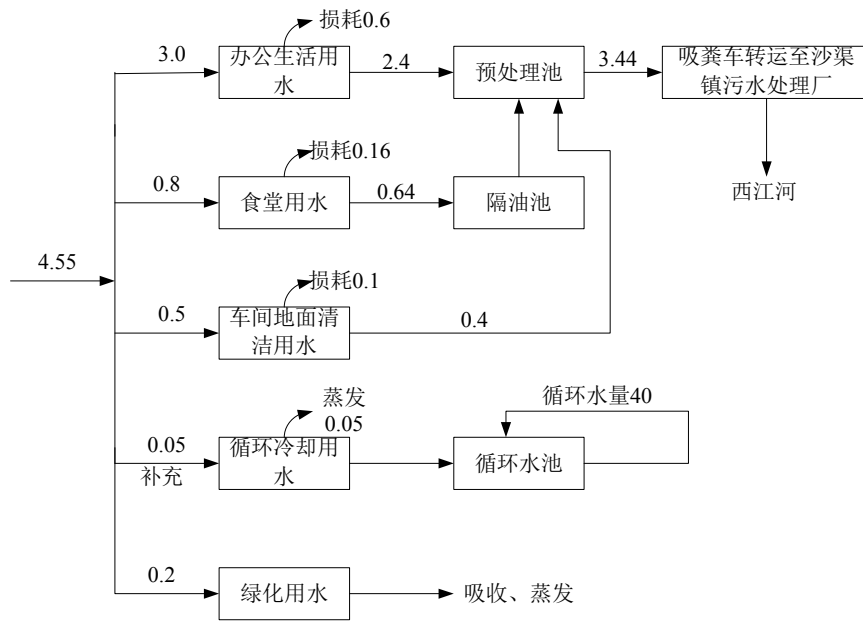 损耗0.6
3.0
办公生活用
水
2.4
预处理池
3.44
吸粪车转运至沙渠
镇污水处理厂
损耗0.16
0.8
食堂用水
0.64
隔油池
西江河
4.55
损耗0.1
0.5
车间地面清
洁用水
0.4
蒸发
0.05
循环水量40
0.05
补充
循环冷却用
水
循环水池
0.2
绿化用水
吸收、蒸发